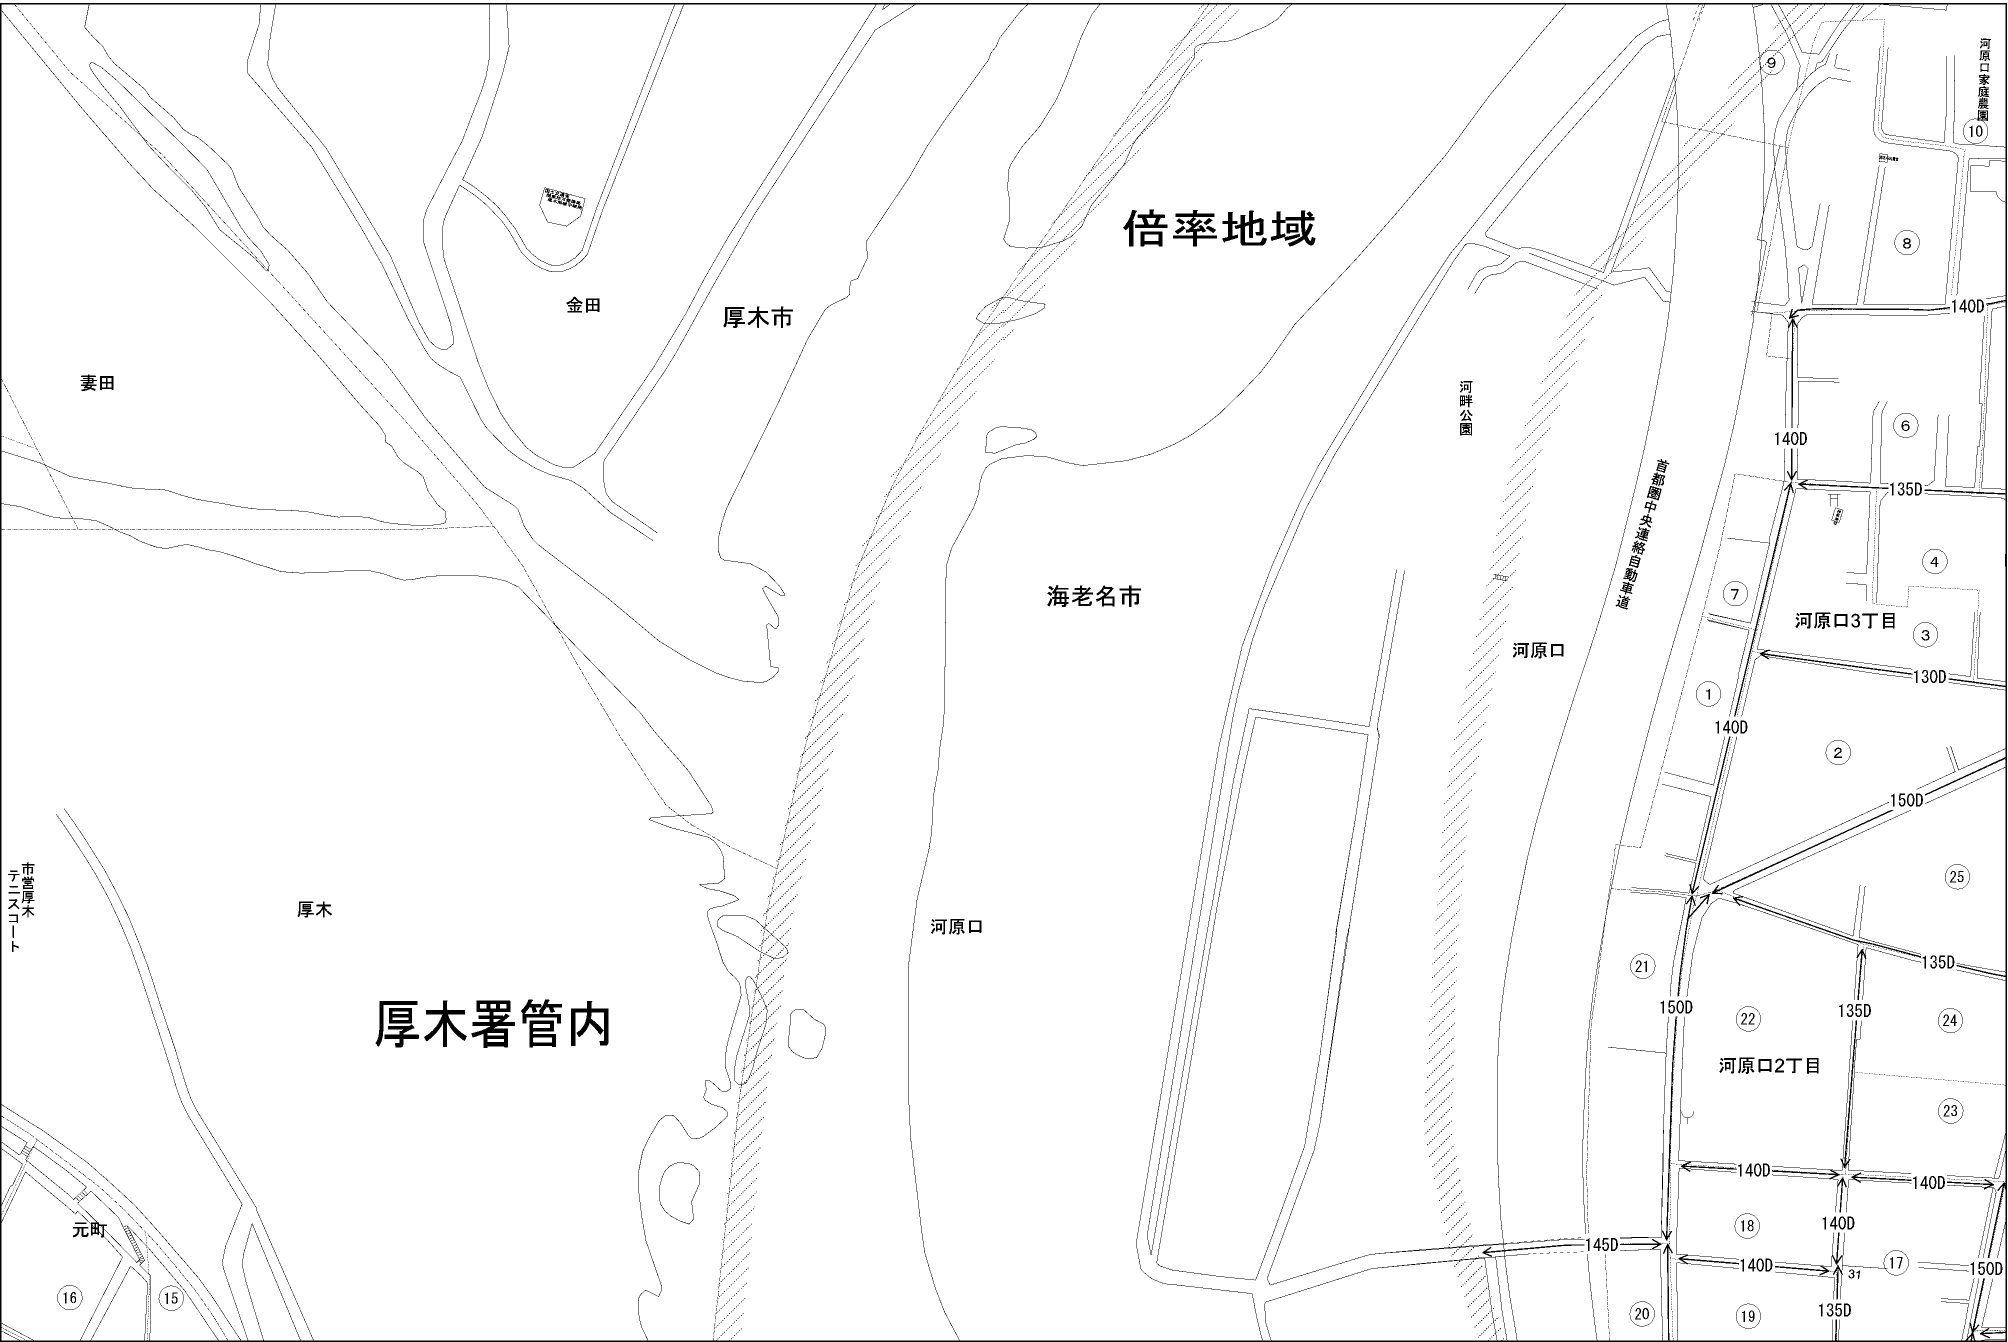 河原口家庭農園
9
10
倍率地域
8
金田
厚木市
140D
妻田
河畔公園
6
140D
135D
首都圏中央連絡自動車道
4
海老名市
7
河原口3丁目
3
河原口
130D
1
140D
2
150D
市営厚木
テニスコート
25
厚木
河原口
135D
21
150D
135D
厚木署管内
22
24
河原口2丁目
23
140D
140D
元町
18
140D
145D
17
140D
150D
31
16
15
20
19
135D